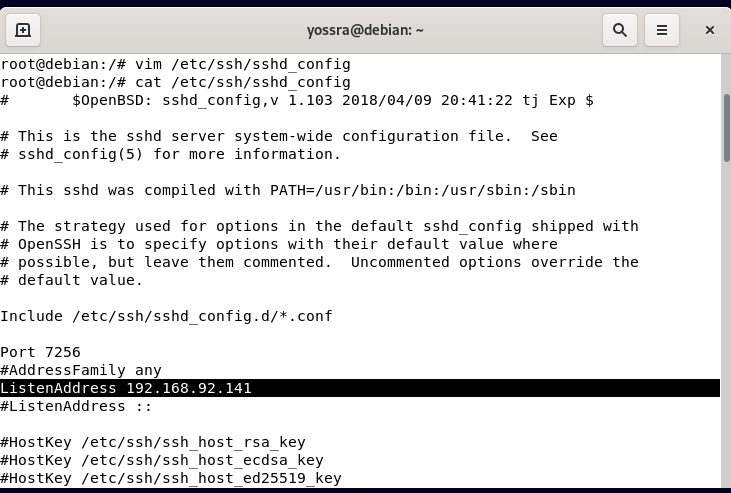 yossra@debian: ~
root@debian:/# vim /etc/ssh/sshd_config
root@debian:/# cat /etc/ssh/sshd_config
#       $OpenBSD: sshd_config,v 1.103 2018/04/09 20:41:22 tj Exp $
# This is the sshd server system-wide configuration file.  See
# sshd_config(5) for more information.
# This sshd was compiled with PATH=/usr/bin:/bin:/usr/sbin:/sbin
# The strategy used for options in the default sshd_config shipped with
# OpenSSH is to specify options with their default value where
# possible, but leave them commented.  Uncommented options override the
# default value.
Include /etc/ssh/sshd_config.d/*.conf
Port 7256
#AddressFamily any
ListenAddress 192.168.92.141
#ListenAddress ::
#HostKey /etc/ssh/ssh_host_rsa_key
#HostKey /etc/ssh/ssh_host_ecdsa_key
#HostKey /etc/ssh/ssh_host_ed25519_key